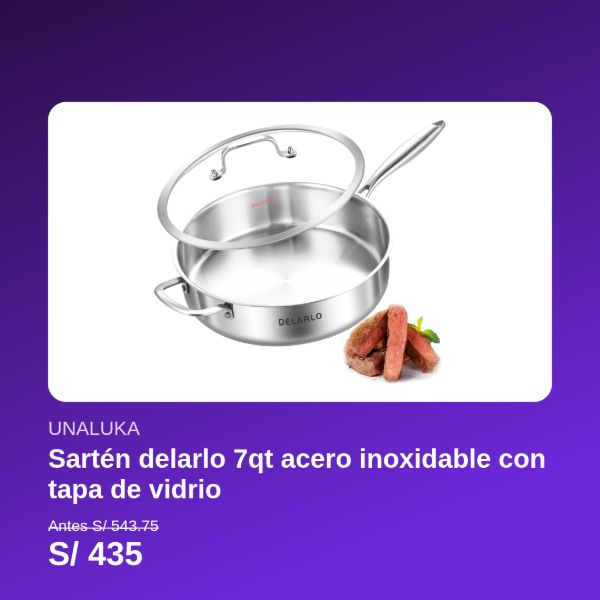 DELARLO
DELARLO
UNALUKA
Sartén delarlo 7qt acero inoxidable con
tapa de vidrio
Antes S/ 543.75
S/ 435